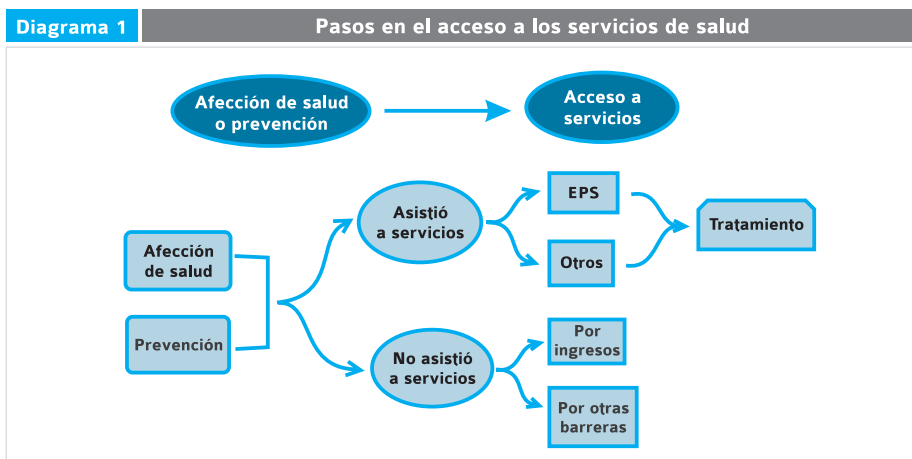 Diagrama 1
Pasos en el acceso a los servicios de salud
Afección de salud
o prevención
Acceso a
servicios
Afección
de salud
Prevención
Asistió
a servicios
EPS
Otros
Tratamiento
No asistió
a servicios
Por
ingresos
Por otras
barreras